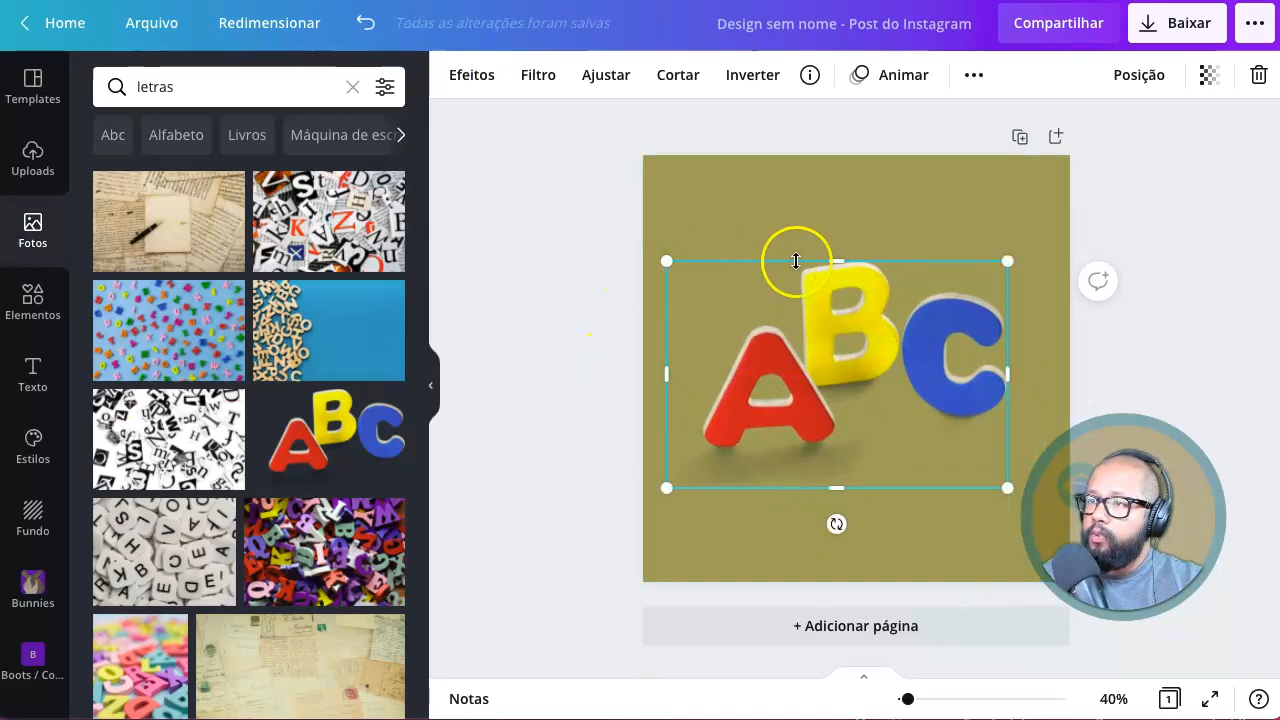 Home Arquivo Redimensionar Todas as alterações foram salvas Design sem nome - Post do Instagram Compartilhar Baixar
Efeitos Filtro Ajustar Cortar Inverter Animar Posição
letras
Abc Alfabeto Livros Máquina de escr
Templates
Uploads
Fotos
Elementos
Texto
Estilos
Fundo
Bunnies
Boots / Co...
A B C
+ Adicionar página
Notas 40% 1